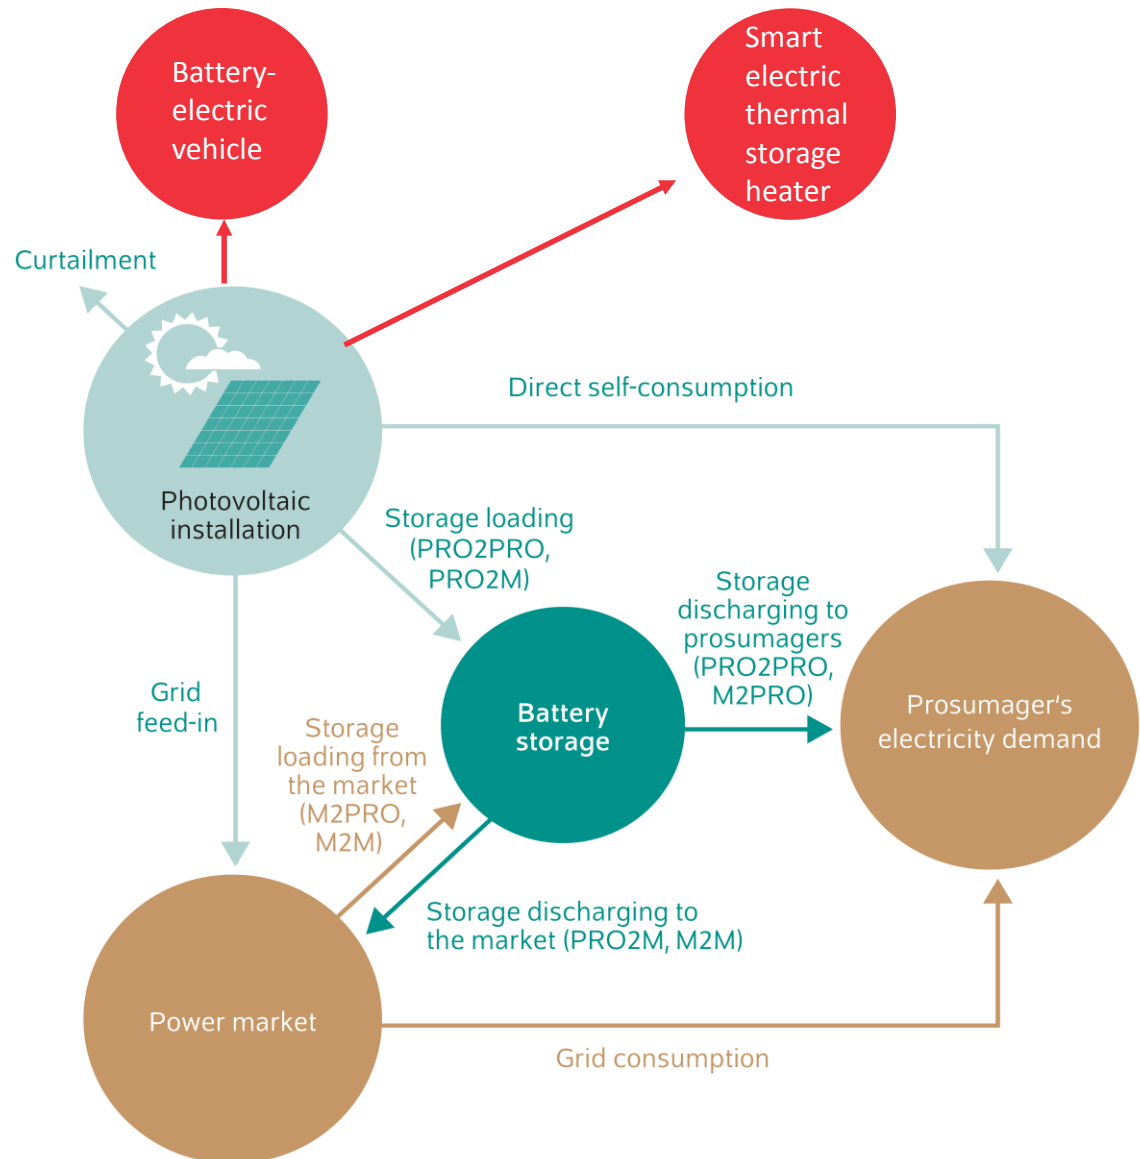 Battery-
electric
vehicle
Smart
electric
thermal
storage
heater
Curtailment
Photovoltaic
installation
Direct self-consumption
Storage loading
(PRO2PRO,
PRO2M)
Storage
discharging to
prosumagers
(PRO2PRO,
M2PRO)
Grid
feed-in
Storage
loading from
the market
(M2PRO,
M2M)
Battery
storage
Prosumager‘s
electricity demand
Storage discharging to
the market (PRO2M, M2M)
Power market
Grid consumption